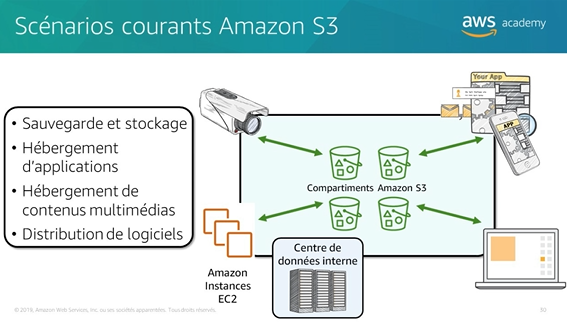 Scénarios courants Amazon S3
aws academy
• Sauvegarde et stockage
• Hébergement
d'applications
• Hébergement de
contenus multimédias
• Distribution de logiciels
Your App
APP
Compartiments Amazon S3
Amazon
Instances
EC2
Centre de
données interne
© 2018, Amazon Web Services, Inc. ou ses sociétés apparentées. Tous droits réservés.
30